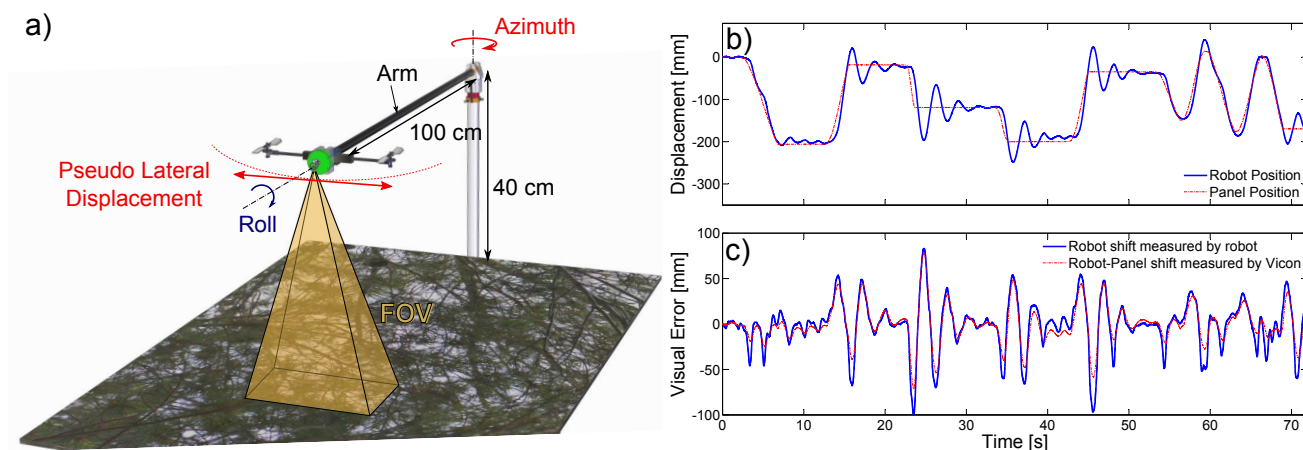 a)
Azimuth
Arm
100 cm
40 cm
Pseudo Lateral
Displacement
Roll
FOV
b)
Displacement [mm]
0
-100
-200
-300
Robot Position
Panel Position
c)
Visual Error [mm]
100
50
0
-50
-100
Robot shift measured by robot
Robot-Panel shift measured by Vicon
0 10 20 30 40 50 60 70
Time [s]